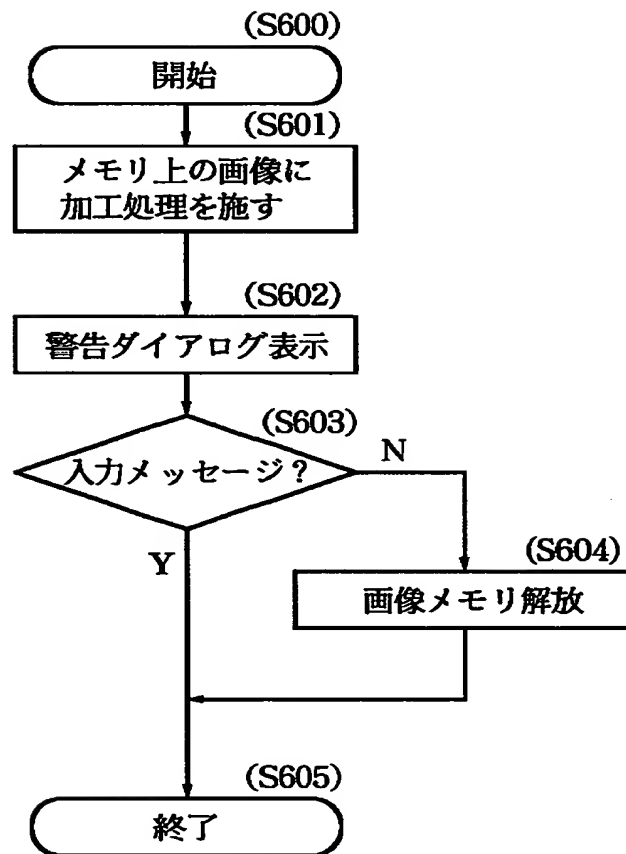 (S600)
開始
(S601)
メモリ上の画像に
加工処理を施す
(S602)
警告ダイアログ表示
(S603)
入力メッセージ?
N
Y
(S604)
画像メモリ解放
(S605)
終了